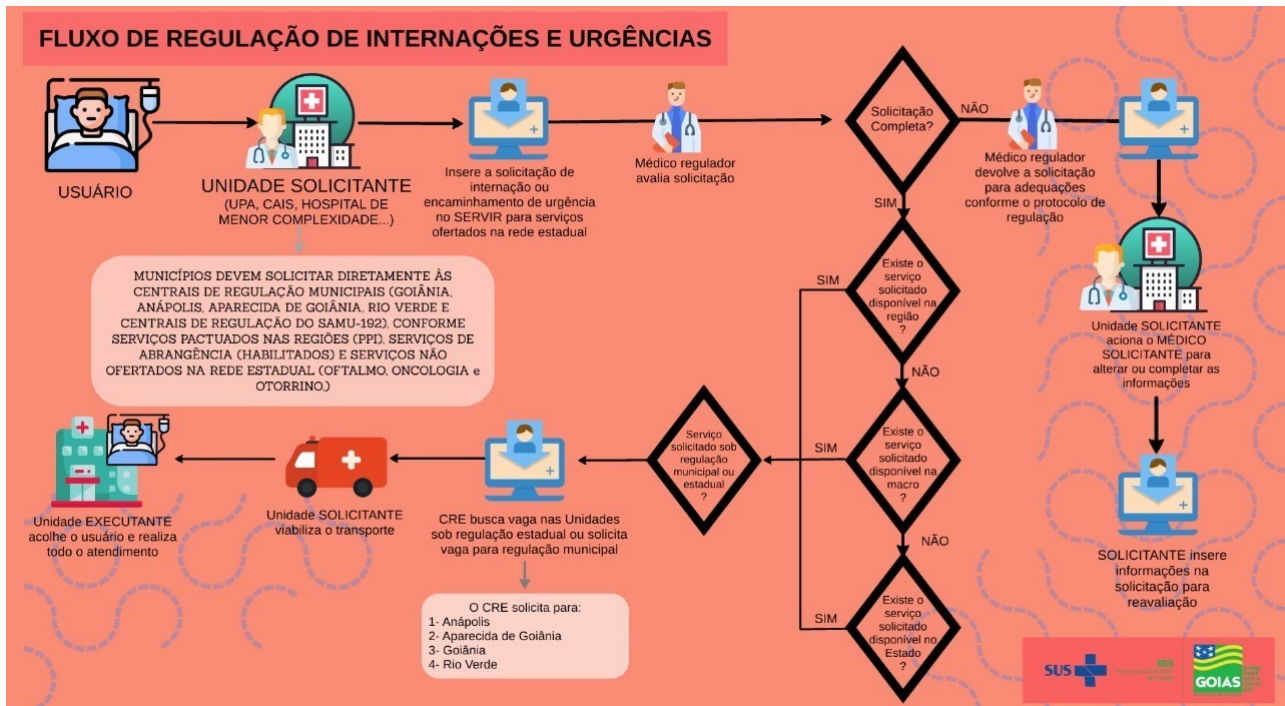 FLUXO DE REGULAÇÃO DE INTERNAÇÕES E URGÊNCIAS
USUÁRIO
UNIDADE SOLICITANTE
(UPA, CAIS, HOSPITAL DE
MENOR COMPLEXIDADE...)
Insere a solicitação de
internação ou
encaminhamento de urgência
no SERVIR para serviços
ofertados na rede estadual
Médico regulador
avalia solicitação
Solicitação
Completa?
NÃO
Médico regulador
devolve a solicitação
para adequações
conforme o protocolo de
regulação
SIM
MUNICÍPIOS DEVEM SOLICITAR DIRETAMENTE ÀS
CENTRAIS DE REGULAÇÃO MUNICIPAIS (GOIÂNIA,
ANÁPOLIS, APARECIDA DE GOIÂNIA, RIO VERDE E
CENTRAIS DE REGULAÇÃO DO SAMU-192), CONFORME
SERVIÇOS PACTUADOS NAS REGIÕES (PPI), SERVIÇOS DE
ABRANGÊNCIA (HABILITADOS) E SERVIÇOS NÃO
OFERTADOS NA REDE ESTADUAL (OFTALMO, ONCOLOGIA e
OTORRINO,)
SIM
Existe o
serviço
solicitado
disponível na
região
?
Unidade SOLICITANTE
aciona o MÉDICO
SOLICITANTE para
alterar ou completar as
informações
NÃO
Existe o
serviço
solicitado
disponível na
macro
?
SIM
Serviço
solicitado sob
regulação
municipal ou
estadual
?
CRE busca vaga nas Unidades
sob regulação estadual ou solicita
vaga para regulação municipal
Unidade SOLICITANTE
viabiliza o transporte
Unidade EXECUTANTE
acolhe o usuário e realiza
todo o atendimento
NÃO
SOLICITANTE insere
informações na
solicitação para
reavaliação
SIM
Existe o
serviço
solicitado
disponível no
Estado
?
O CRE solicita para:
1- Anápolis
2- Aparecida de Goiânia
3- Goiânia
4- Rio Verde
SUS
SES
GOIÁS